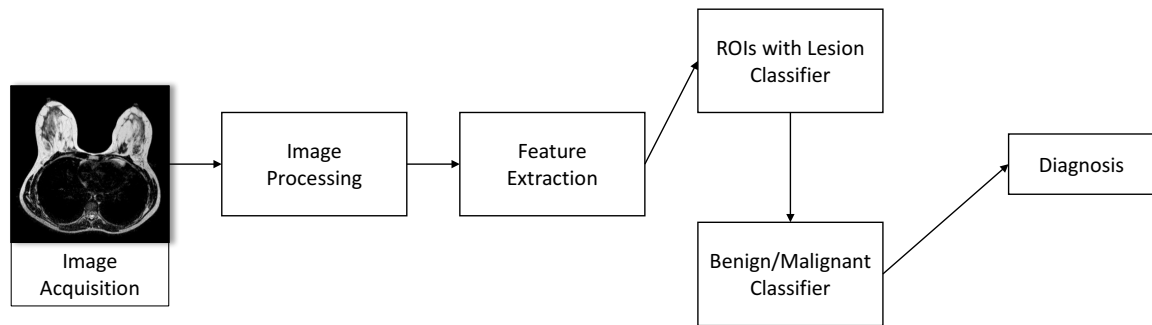 Image
Acquisition
Image
Processing
Feature
Extraction
ROIs with Lesion
Classifier
Benign/Malignant
Classifier
Diagnosis